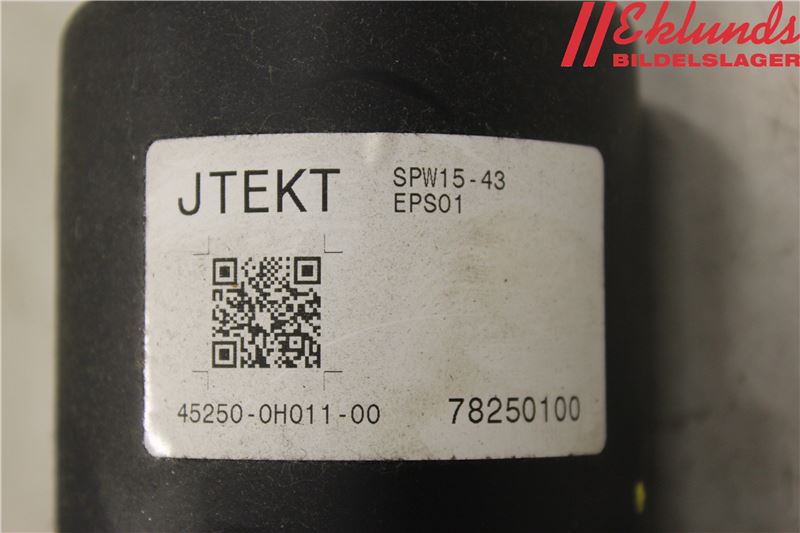 Eklunds
BILDELSLAGER
JTEKT
SPW15-43
EPS01
45250-0H011-00
78250100